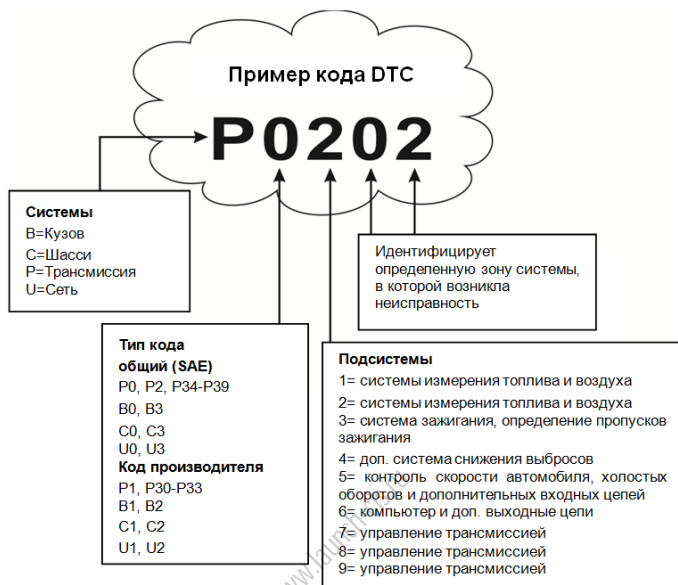 Пример кода DTC
P0202
Системы
B=Кузов
C=Шасси
P=Трансмиссия
U=Сеть
Идентифицирует
определенную зону системы,
в которой возникла
неисправность
Тип кода
общий (SAE)
P0, P2, P34-P39
B0, B3
C0, C3
U0, U3
Код производителя
P1, P30-P33
B1, B2
C1, C2
U1, U2
Подсистемы
1= системы измерения топлива и воздуха
2= системы измерения топлива и воздуха
3= система зажигания, определение пропусков
зажигания
4= доп. система снижения выбросов
5= контроль скорости автомобиля, холостых
оборотов и дополнительных входных цепей
6= компьютер и доп. выходные цепи
7= управление трансмиссией
8= управление трансмиссией
9= управление трансмиссией